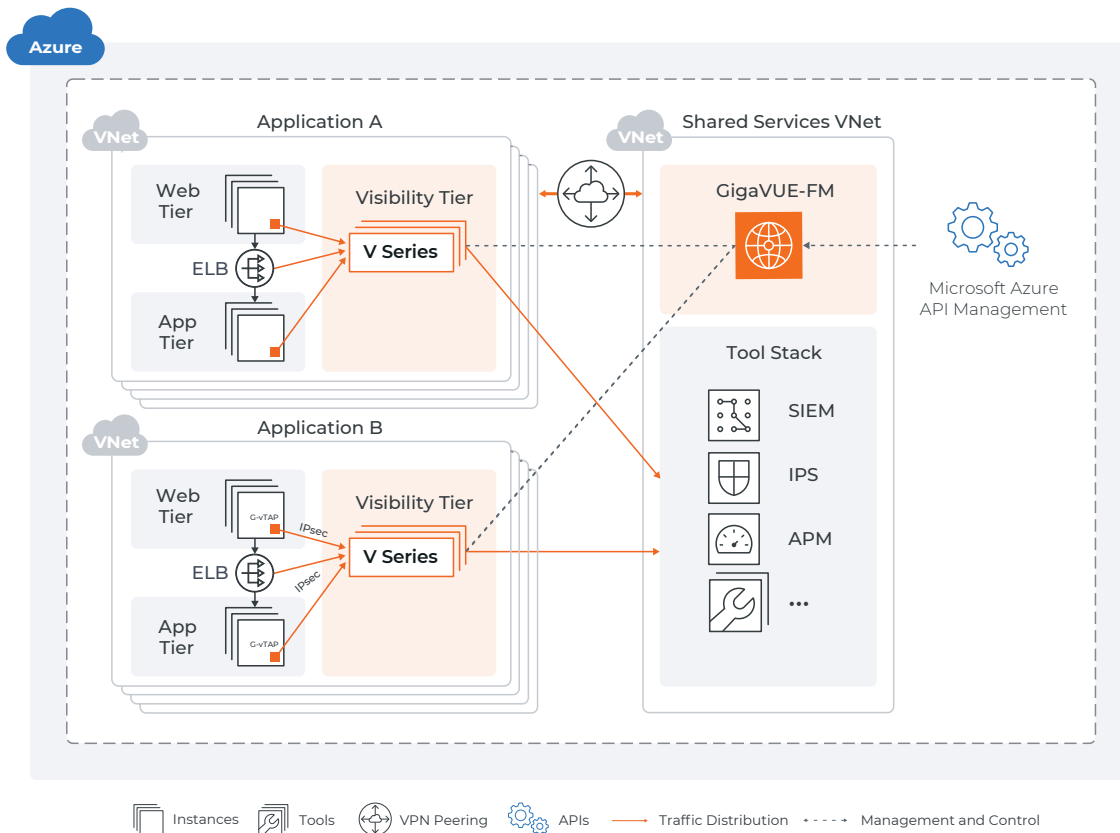 Azure
Application A
VNet
Web
Tier
ELB
App
Tier
Visibility Tier
V Series
Shared Services VNet
VNet
GigaVUE-FM
Microsoft Azure
API Management
Tool Stack
SIEM
IPS
APM
...
Application B
VNet
Web
Tier
G-vTAP
IPsec
ELB
IPsec
App
Tier
G-vTAP
Visibility Tier
V Series
Instances
Tools
VPN Peering
APIs
Traffic Distribution
Management and Control